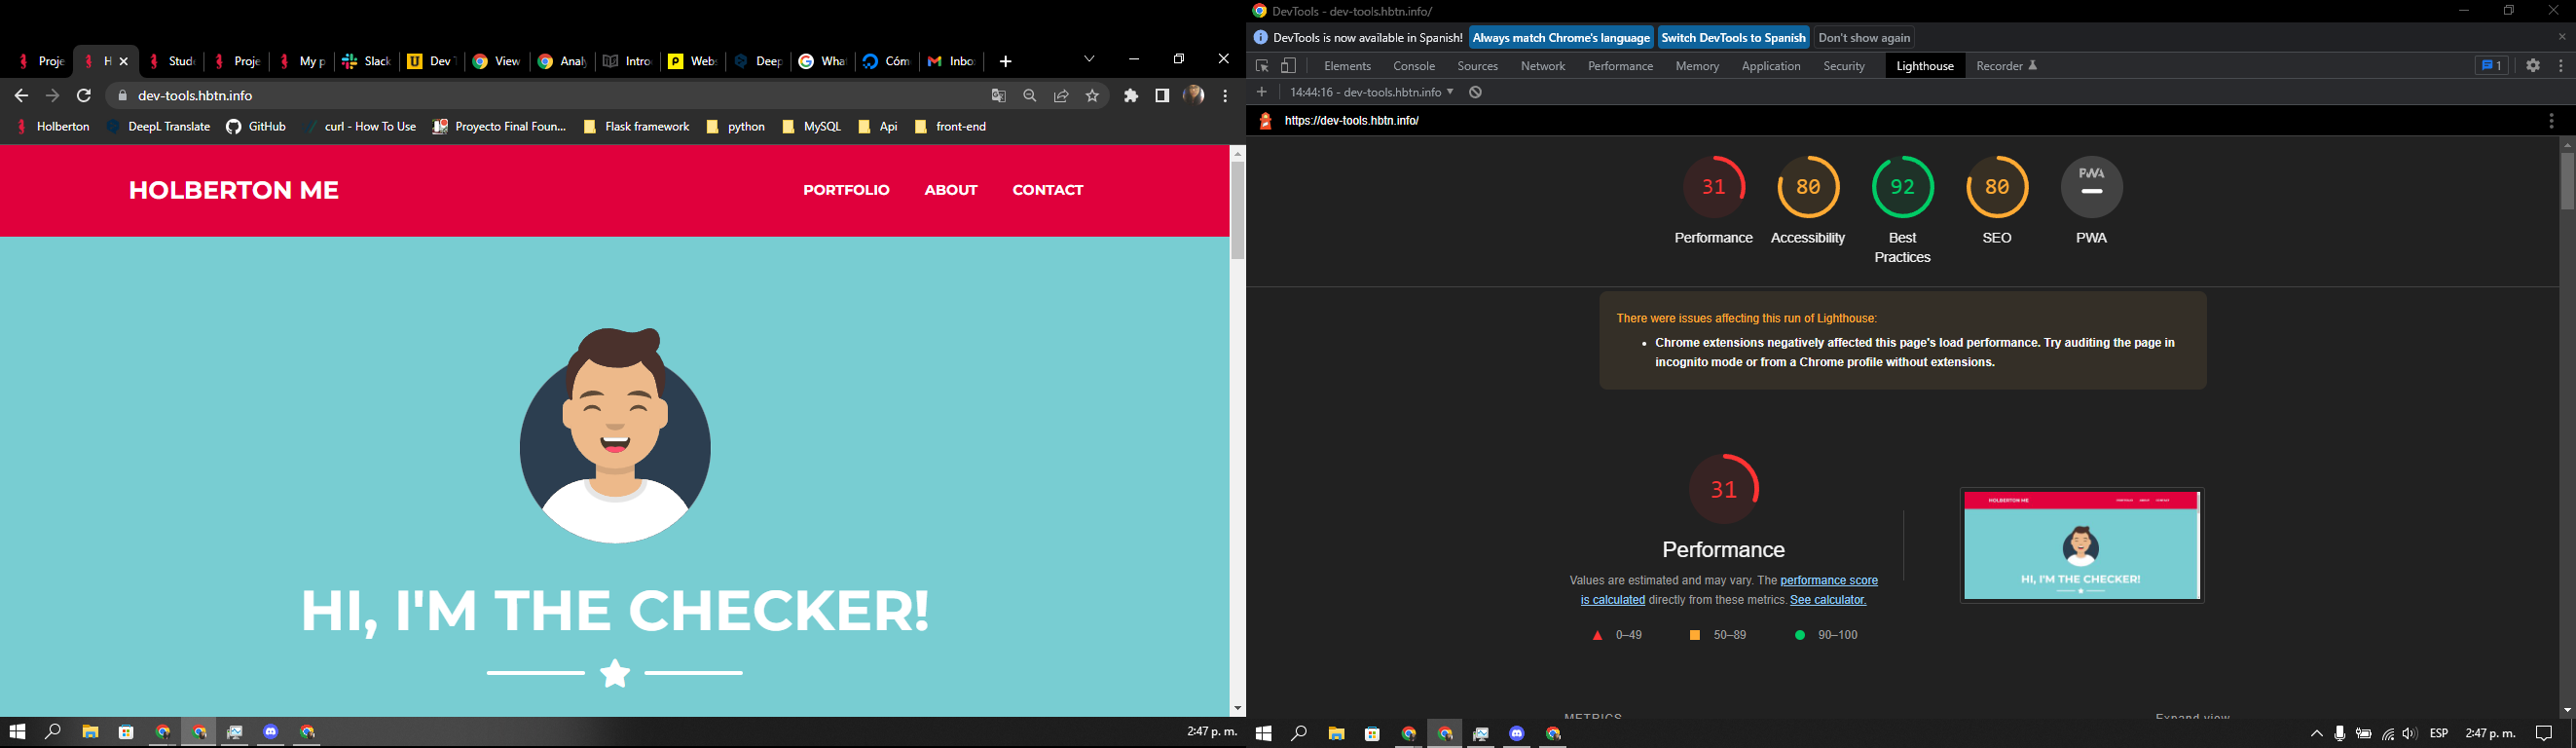 Proje
H
Stud
Proje
My p
Slack
Dev T
View
Analy
Intro
Web
Deep
What
Cóm
Inbo
dev-tools.hbtn.info
Holberton
DeepL Translate
GitHub
curl - How To Use
Proyecto Final Foun...
Flask framework
python
MySQL
Api
front-end
HOLBERTON ME
PORTFOLIO
ABOUT
CONTACT
HI, I'M THE CHECKER!
2:47 p. m.
DevTools - dev-tools.hbtn.info/
DevTools is now available in Spanish!
Always match Chrome's language
Switch DevTools to Spanish
Don't show again
Elements
Console
Sources
Network
Performance
Memory
Application
Security
Lighthouse
Recorder
1
14:44:16 - dev-tools.hbtn.info
https://dev-tools.hbtn.info/
31
Performance
80
Accessibility
92
Best
Practices
80
SEO
PWA
PWA
There were issues affecting this run of Lighthouse:
Chrome extensions negatively affected this page's load performance. Try auditing the page in
incognito mode or from a Chrome profile without extensions.
31
Performance
Values are estimated and may vary. The performance score
is calculated directly from these metrics. See calculator.
0–49
50–89
90–100
HOLBERTON ME
PORTFOLIO
ABOUT
CONTACT
HI, I'M THE CHECKER!
METRICS
Expand view
ESP
2:47 p. m.